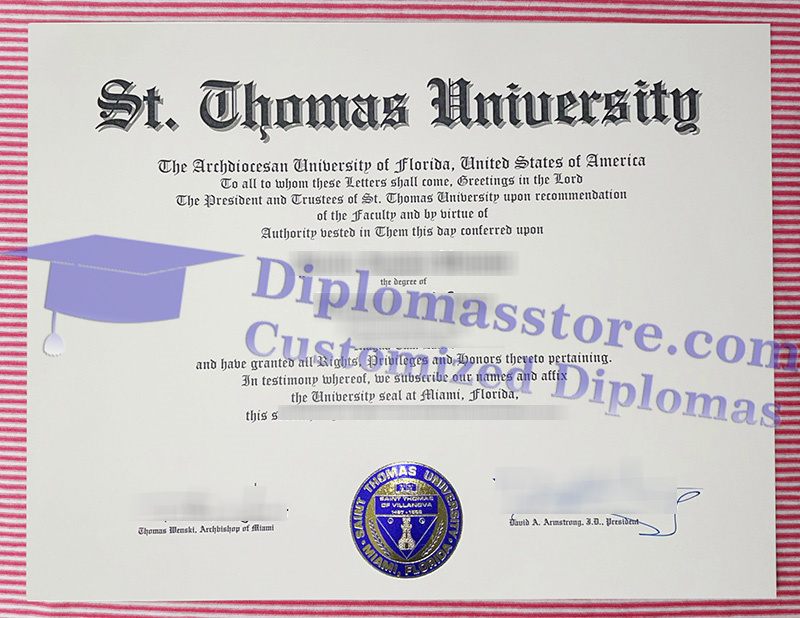 St. Thomas University
The Archdiocesan University of Florida, United States of America
To all to whom these Letters shall come, Greetings in the Lord
The President and Trustees of St. Thomas University upon recommendation
of the Faculty and by virtue of
Authority vested in Them this day conferred upon
the degree of
Diplomasstore.com
Customized Diplomas
and have granted all Rights, Privileges and Honors thereto pertaining.
In testimony whereof, we subscribe our names and affix
the University seal at Miami, Florida,
this
SAINT THOMAS UNIVERSITY
SAINT THOMAS
OF VILLANOVA
MIAMI, FLORIDA
Thomas Wenski, Archbishop of Miami
David A. Armstrong, J.D., President